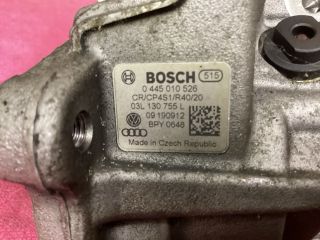 BOSCH 515
0 445 010 526
CR/CP4S1/R40/20
03L 130 755 L
09190912
BPY 0648
Made in Czech Republic